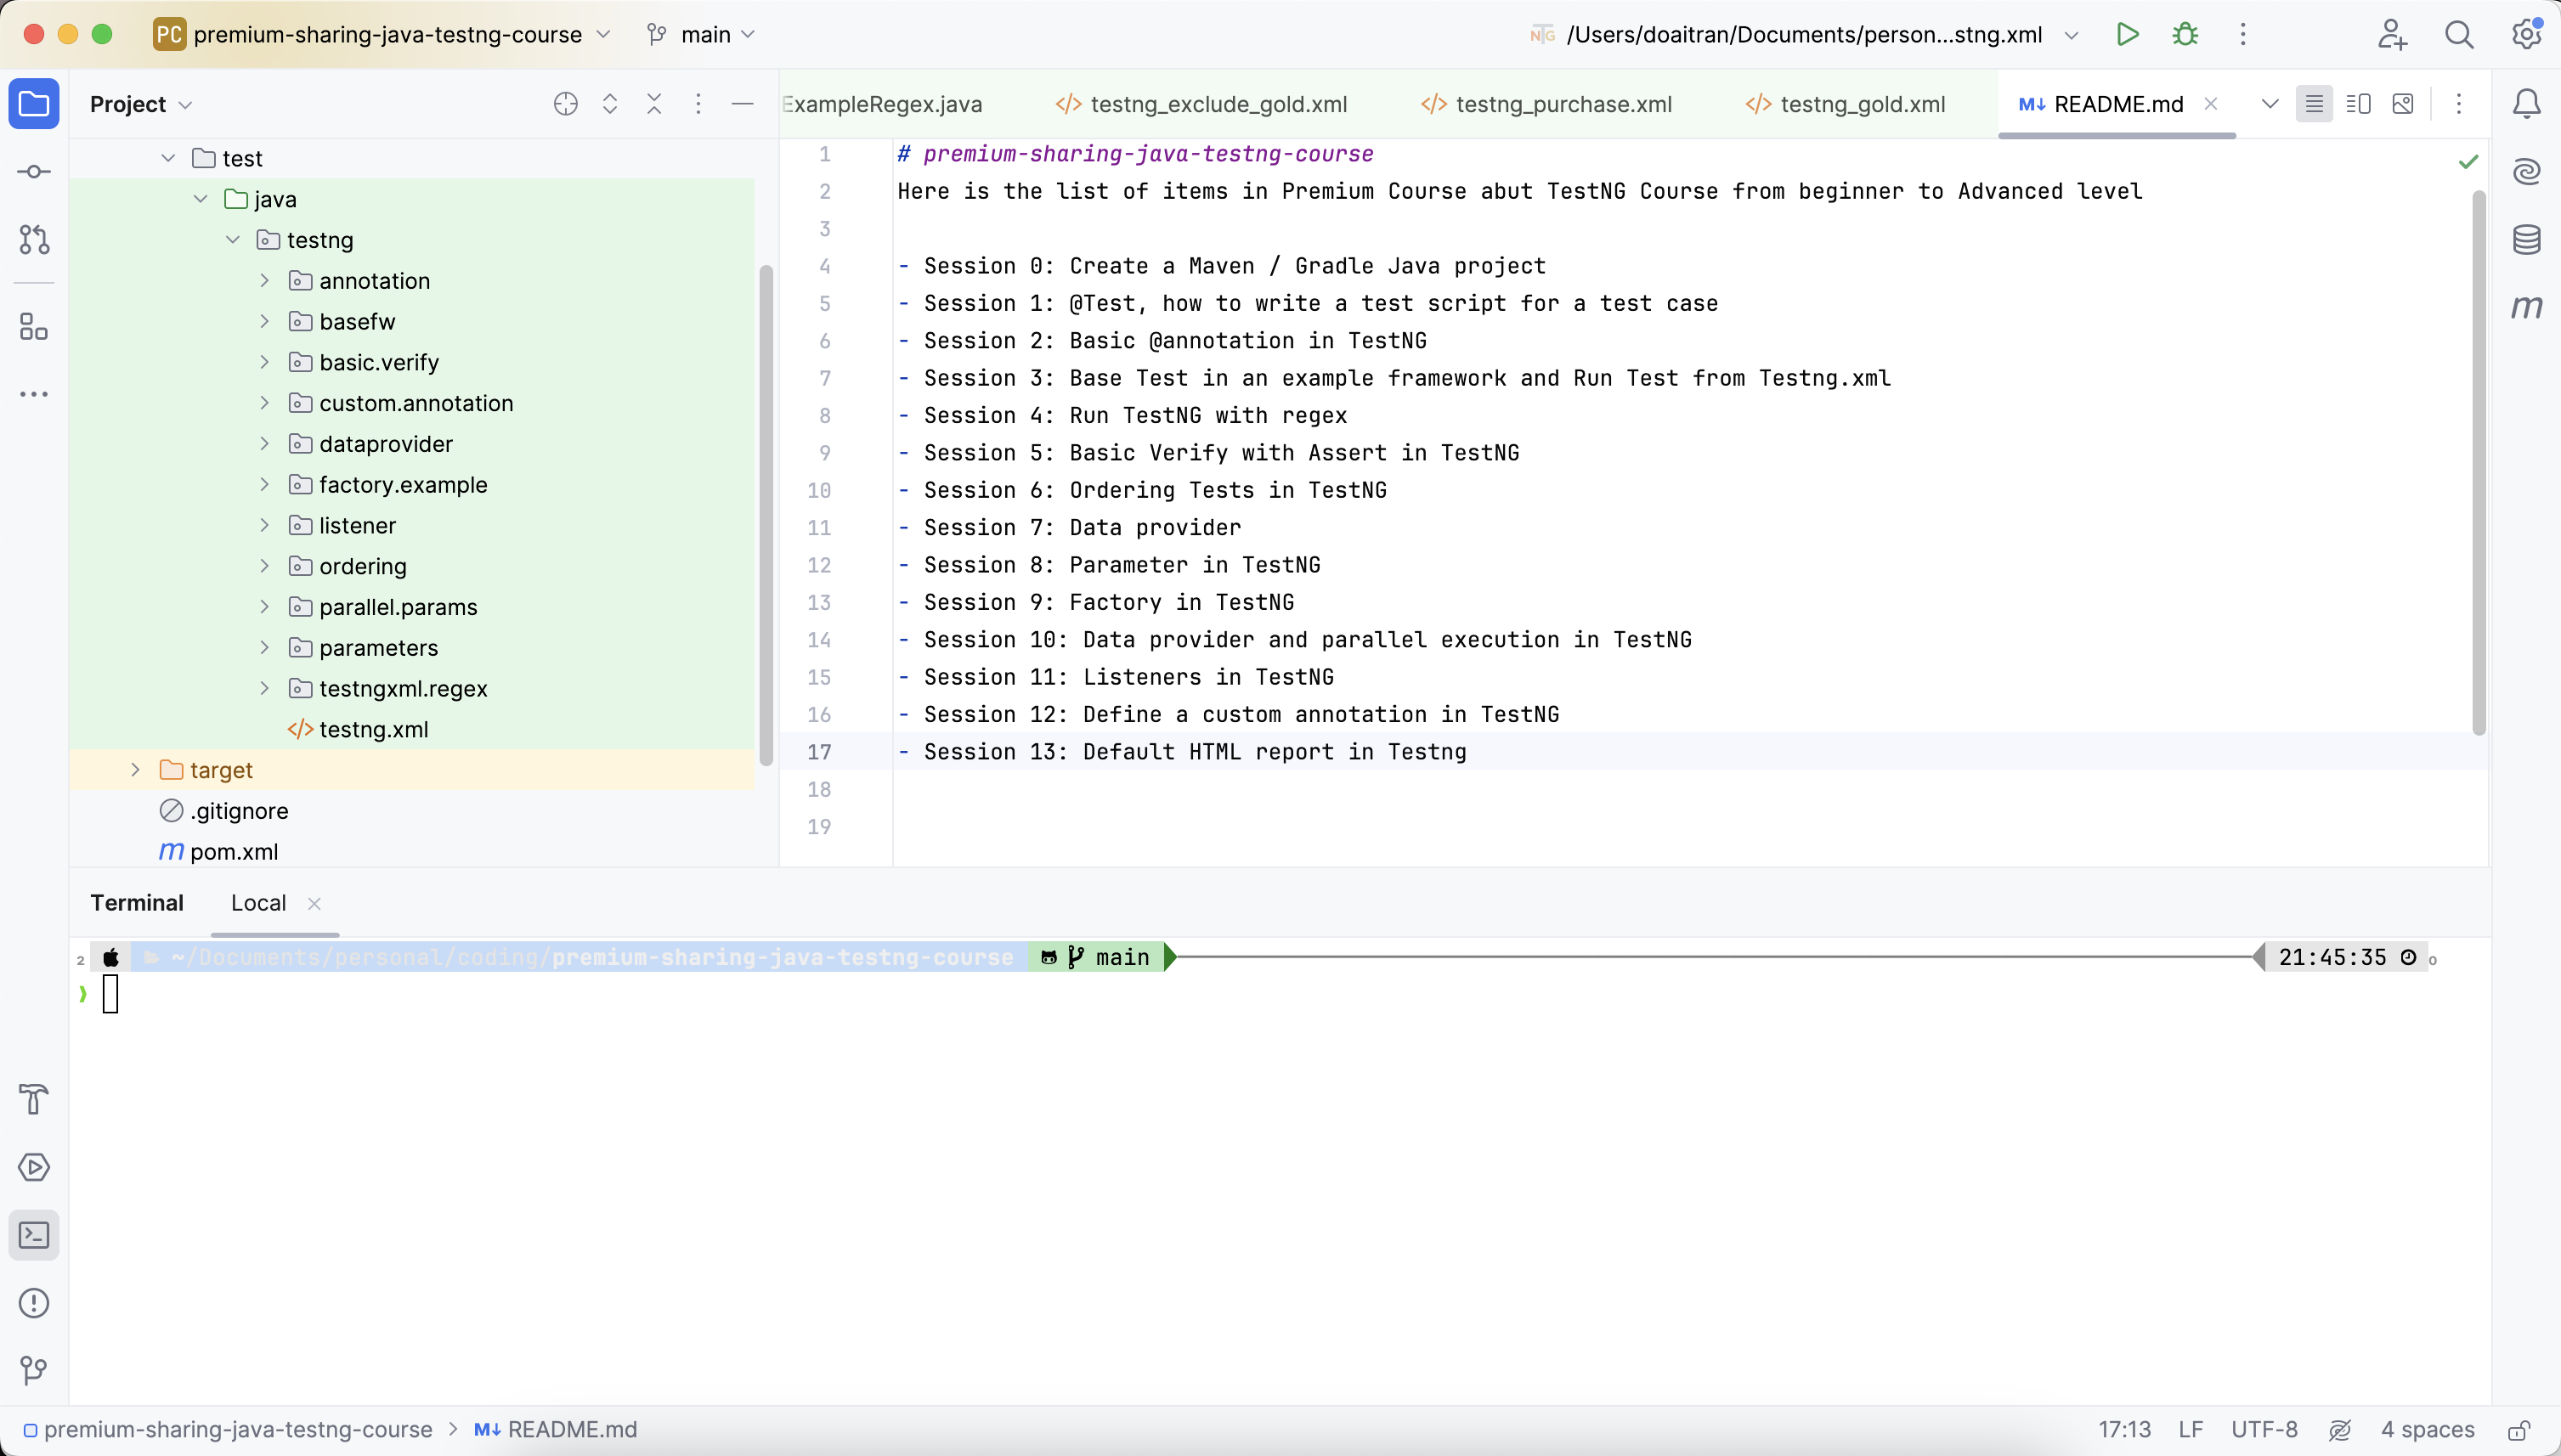 PC premium-sharing-java-testng-course main /Users/doaitran/Documents/person...stng.xml
Project
ExampleRegex.java testng_exclude_gold.xml testng_purchase.xml testng_gold.xml README.md
test
java
testng
annotation
basefw
basic.verify
custom.annotation
dataprovider
factory.example
listener
ordering
parallel.params
parameters
testngxml.regex
testng.xml
target
.gitignore
pom.xml
1 # premium-sharing-java-testng-course
2 Here is the list of items in Premium Course abut TestNG Course from beginner to Advanced level
3
4 - Session 0: Create a Maven / Gradle Java project
5 - Session 1: @Test, how to write a test script for a test case
6 - Session 2: Basic @annotation in TestNG
7 - Session 3: Base Test in an example framework and Run Test from Testng.xml
8 - Session 4: Run TestNG with regex
9 - Session 5: Basic Verify with Assert in TestNG
10 - Session 6: Ordering Tests in TestNG
11 - Session 7: Data provider
12 - Session 8: Parameter in TestNG
13 - Session 9: Factory in TestNG
14 - Session 10: Data provider and parallel execution in TestNG
15 - Session 11: Listeners in TestNG
16 - Session 12: Define a custom annotation in TestNG
17 - Session 13: Default HTML report in Testng
18
19
Terminal Local
2 ~/Documents/personal/coding/premium-sharing-java-testng-course main 21:45:35
premium-sharing-java-testng-course > README.md 17:13 LF UTF-8 4 spaces